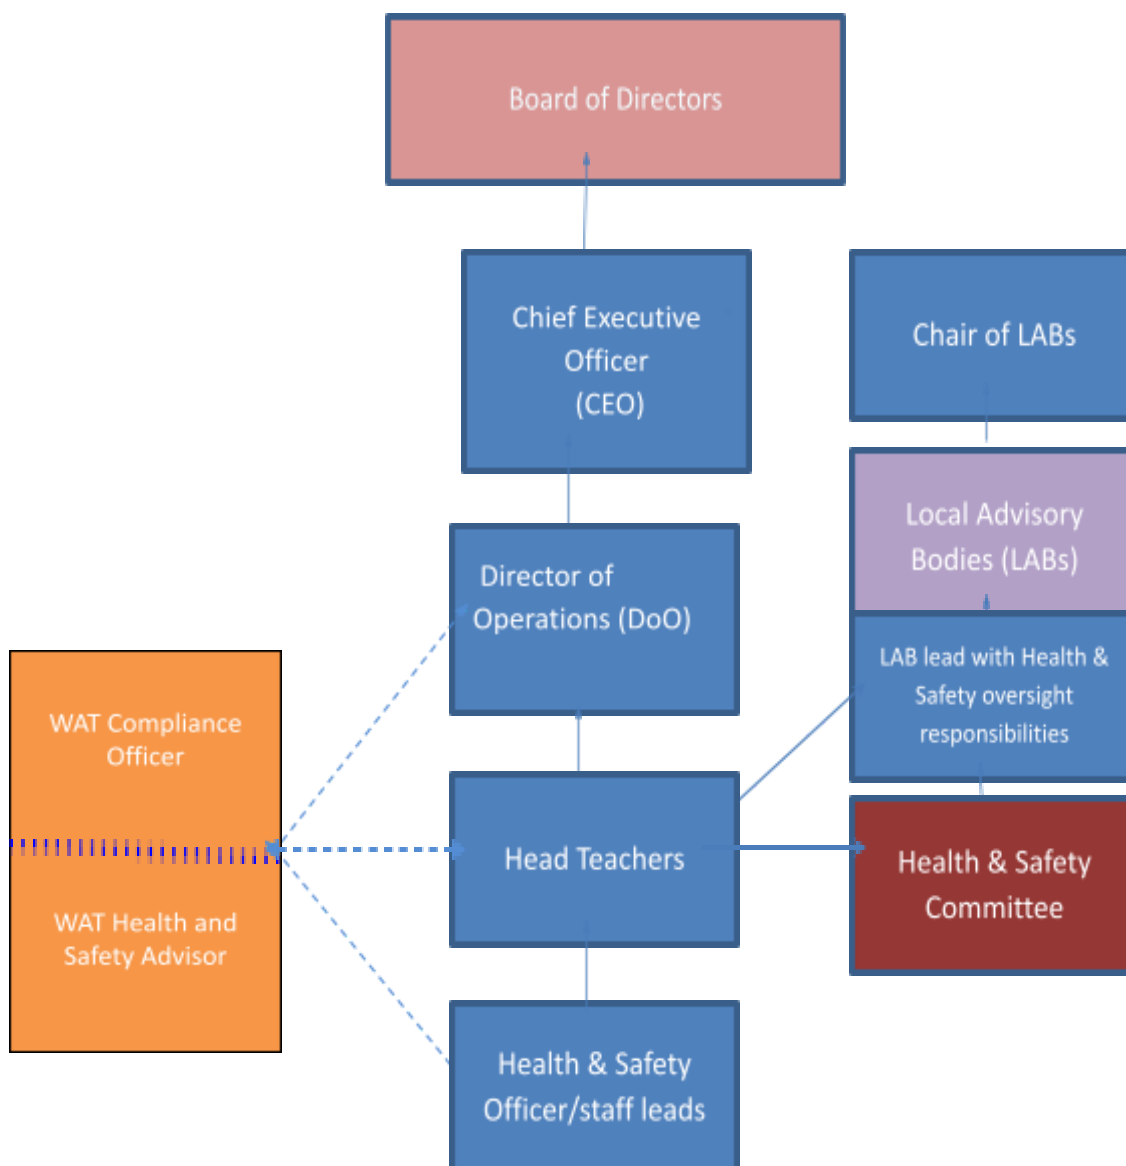 Board of Directors
Chief Executive
Officer
(CEO)
Chair of LABs
Local Advisory
Bodies (LABs)
Director of
Operations (DoO)
LAB lead with Health &
Safety oversight
responsibilities
WAT Compliance
Officer
WAT Health and
Safety Advisor
Head Teachers
Health & Safety
Committee
Health & Safety
Officer/staff leads